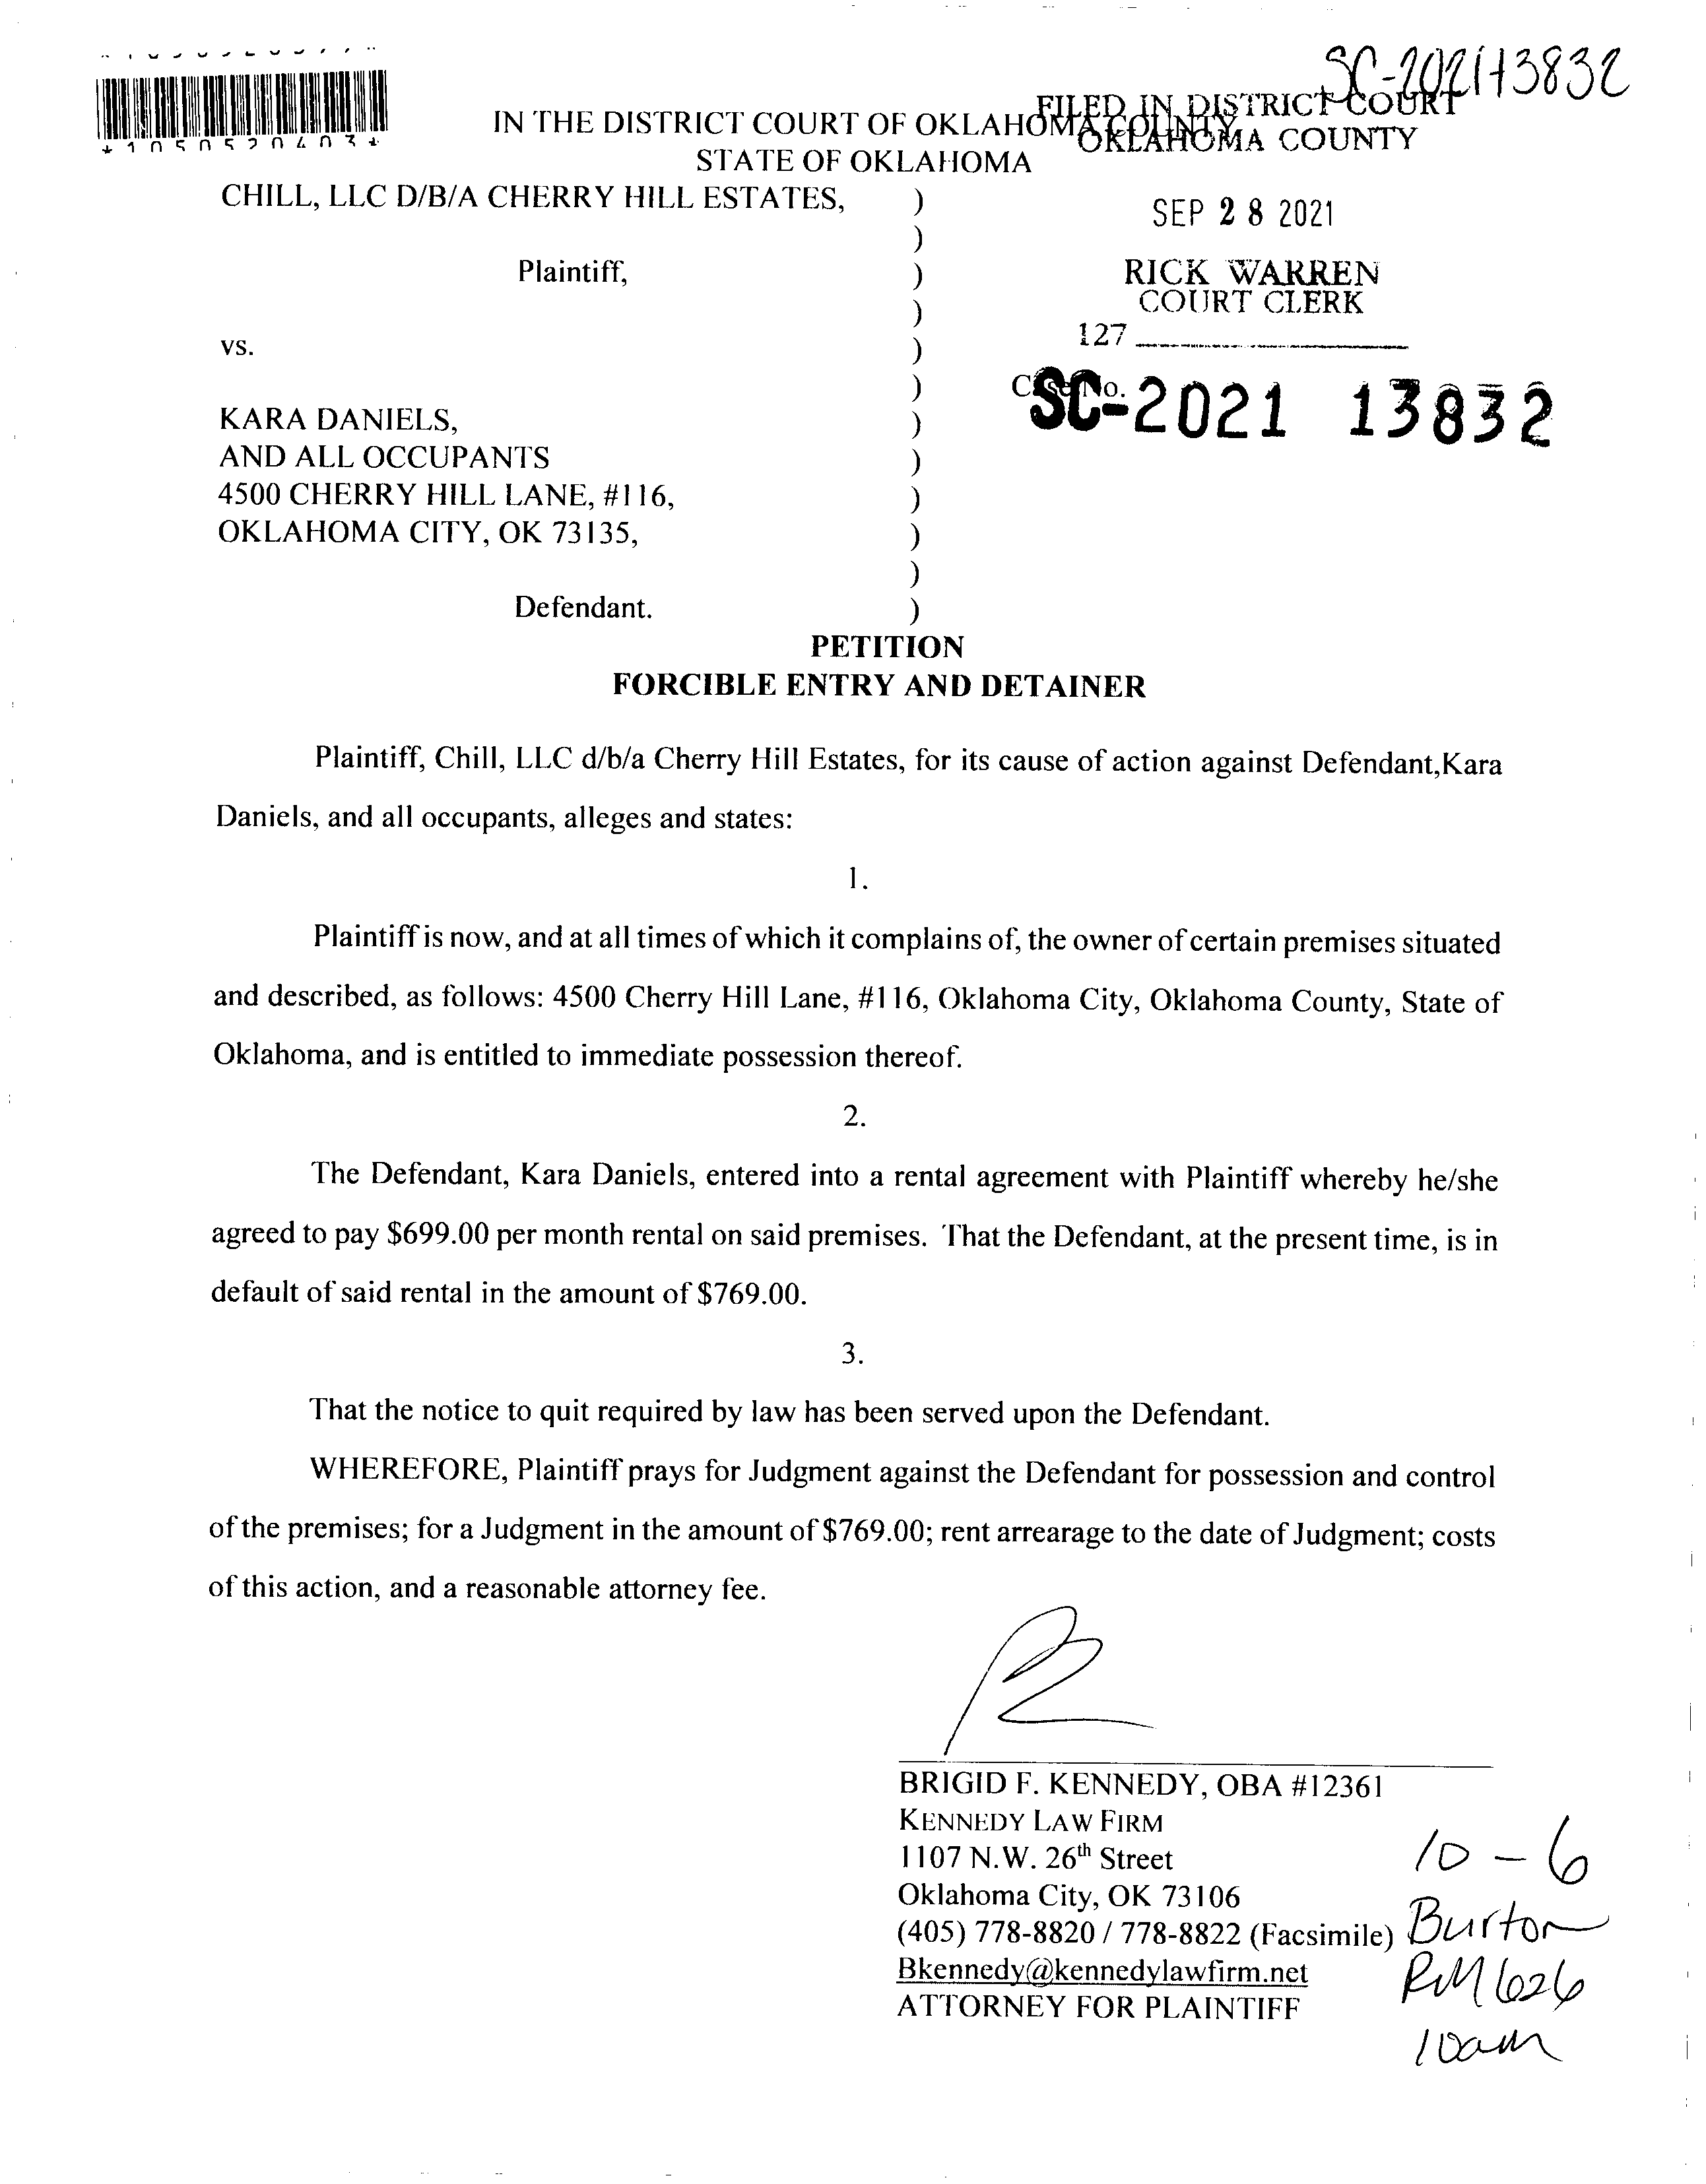 SC-2021-13832
*1050520403*
FILED IN DISTRICT COURT
OKLAHOMA COUNTY
IN THE DISTRICT COURT OF OKLAHOMA COUNTY
STATE OF OKLAHOMA
CHILL, LLC D/B/A CHERRY HILL ESTATES, )
)
Plaintiff, )
)
vs. )
)
KARA DANIELS, )
AND ALL OCCUPANTS )
4500 CHERRY HILL LANE, #116, )
OKLAHOMA CITY, OK 73135, )
)
Defendant. )
SEP 28 2021
RICK WARREN
COURT CLERK
127
Case No.
SC-2021 13832
PETITION
FORCIBLE ENTRY AND DETAINER
Plaintiff, Chill, LLC d/b/a Cherry Hill Estates, for its cause of action against Defendant,Kara
Daniels, and all occupants, alleges and states:
1.
Plaintiff is now, and at all times of which it complains of, the owner of certain premises situated
and described, as follows: 4500 Cherry Hill Lane, #116, Oklahoma City, Oklahoma County, State of
Oklahoma, and is entitled to immediate possession thereof.
2.
The Defendant, Kara Daniels, entered into a rental agreement with Plaintiff whereby he/she
agreed to pay $699.00 per month rental on said premises. That the Defendant, at the present time, is in
default of said rental in the amount of $769.00.
3.
That the notice to quit required by law has been served upon the Defendant.
WHEREFORE, Plaintiff prays for Judgment against the Defendant for possession and control
of the premises; for a Judgment in the amount of $769.00; rent arrearage to the date of Judgment; costs
of this action, and a reasonable attorney fee.
BRIGID F. KENNEDY, OBA #12361
KENNEDY LAW FIRM
1107 N.W. 26th Street
Oklahoma City, OK 73106
(405) 778-8820 / 778-8822 (Facsimile)
Bkennedy@kennedylawfirm.net
ATTORNEY FOR PLAINTIFF
10-6
Burton
RM 626
10am